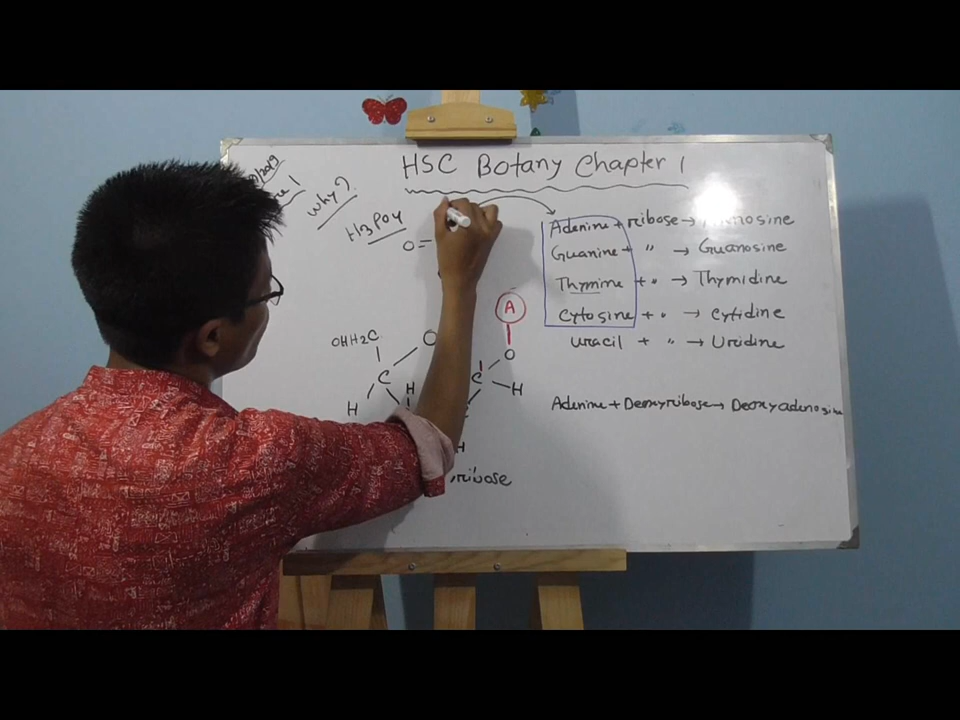 HSC Botany Chapter 1
Why?
H3PO4
O=
Adenine + ribose →
Guanine + " → Guanosine
Thymine + " → Thymidine
Cytosine + " → cytidine
uracil + " → Uridine
Adenine + Deoxyribose → Deoxyadenosine
A
OHH2C
O
O
C
H
C
H
H
H
ribose